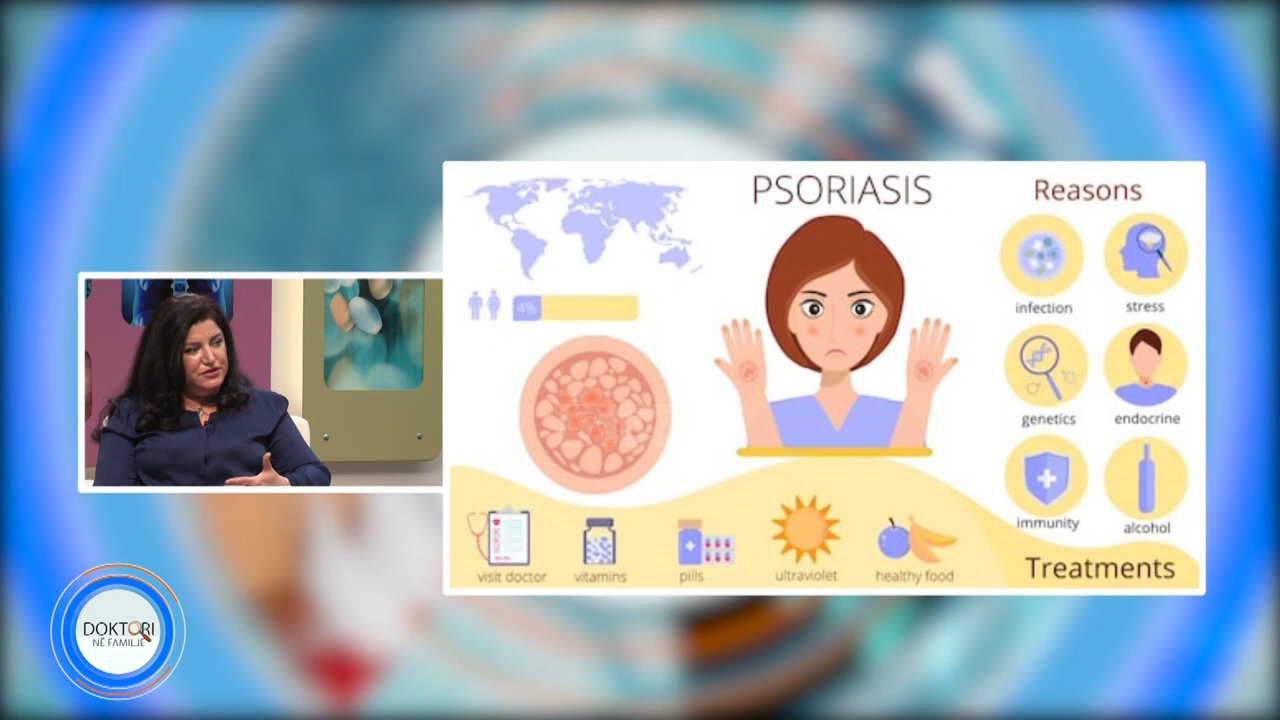 PSORIASIS
4%
Reasons
infection
stress
genetics
endocrine
immunity
alcohol
visit doctor
vitamins
pills
ultraviolet
healthy food
Treatments
DOKTORI
NË FAMILJE